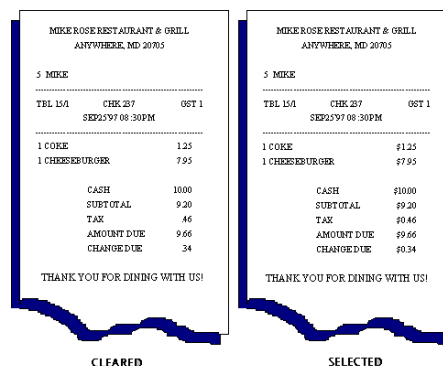 MIKE ROSE RESTAURANT & GRILL
ANYWHERE, MD 20705
5 MIKE
TBL 15/1 CHK 237 GST 1
SEP25'97 08:30PM
1 COKE 1.25
1 CHEESEBURGER 7.95
CASH 10.00
SUBTOTAL 9.20
TAX .46
AMOUNT DUE 9.66
CHANGE DUE .34
THANK YOU FOR DINING WITH US!
CLEARED
MIKE ROSE RESTAURANT & GRILL
ANYWHERE, MD 20705
5 MIKE
TBL 15/1 CHK 237 GST 1
SEP25'97 08:30PM
1 COKE $1.25
1 CHEESEBURGER $7.95
CASH $10.00
SUBTOTAL $9.20
TAX $0.46
AMOUNT DUE $9.66
CHANGE DUE $0.34
THANK YOU FOR DINING WITH US!
SELECTED